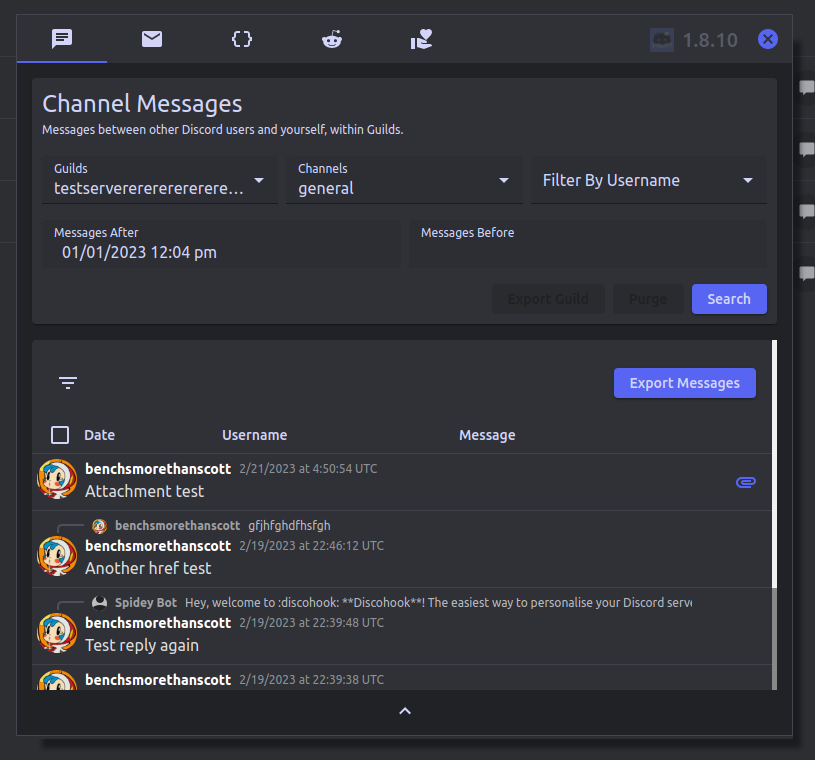 1.8.10
Channel Messages
Messages between other Discord users and yourself, within Guilds.
Guilds
testserverererererere...
Channels
general
Filter By Username
Messages After
01/01/2023 12:04 pm
Messages Before
Export Guild
Purge
Search
Export Messages
Date Username Message
benchsmorethanscott 2/21/2023 at 4:50:54 UTC
Attachment test
benchsmorethanscott gfjhfghdfhsfgh
benchsmorethanscott 2/19/2023 at 22:46:12 UTC
Another href test
Spidey Bot Hey, welcome to :discohook: **Discohook**! The easiest way to personalise your Discord serve
benchsmorethanscott 2/19/2023 at 22:39:48 UTC
Test reply again
benchsmorethanscott 2/19/2023 at 22:39:38 UTC